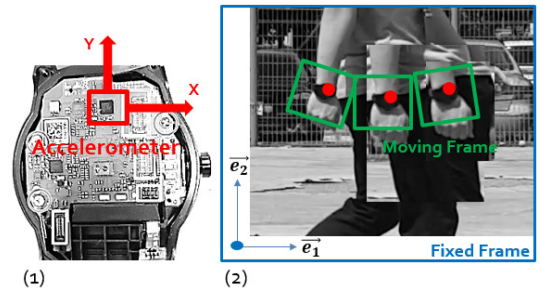 Y
X
Accelerometer
Moving Frame
e₂
e₁
Fixed Frame
(1)
(2)